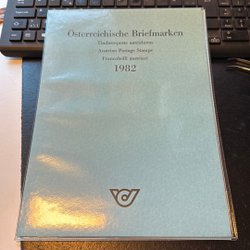 Österreichische Briefmarken
Timbres-poste autrichiens
Austrian Postage Stamps
Francobolli austriaci
1982